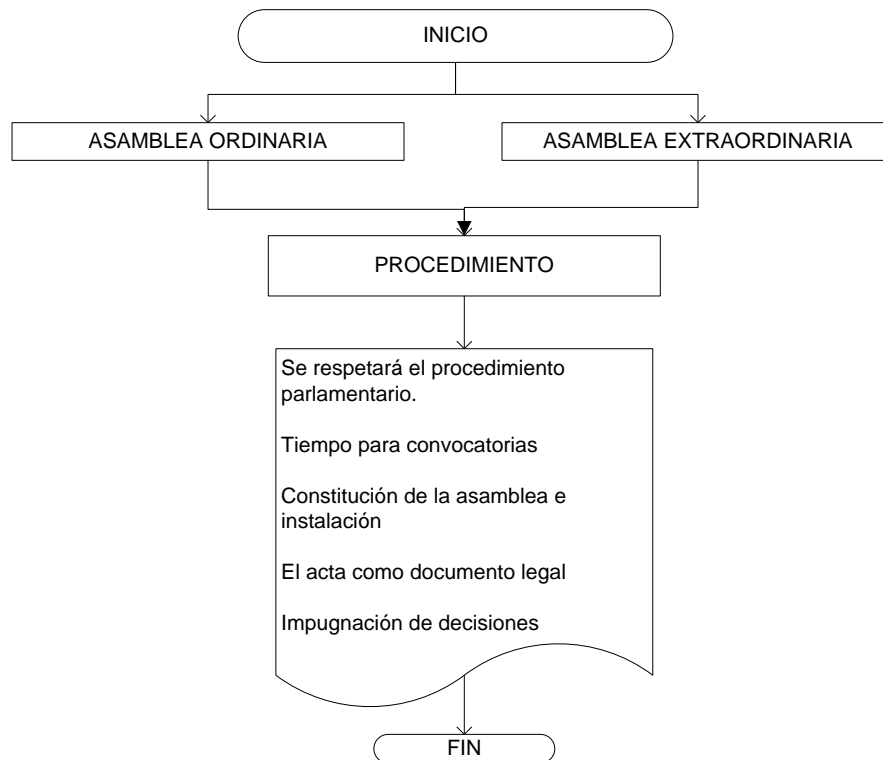 INICIO
ASAMBLEA ORDINARIA
ASAMBLEA EXTRAORDINARIA
PROCEDIMIENTO
Se respetará el procedimiento
parlamentario.
Tiempo para convocatorias
Constitución de la asamblea e
instalación
El acta como documento legal
Impugnación de decisiones
FIN